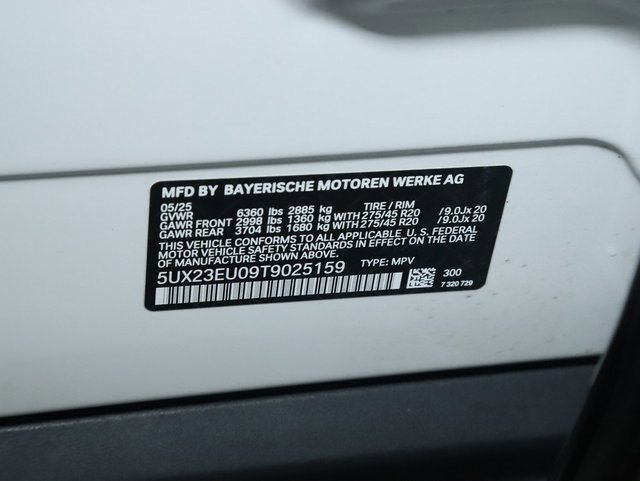 MFD BY BAYERISCHE MOTOREN WERKE AG
05/25 TIRE / RIM
GVWR 6360 lbs 2885 kg
GAWR FRONT 2998 lbs 1360 kg WITH 275/45 R20 /9.0Jx 20
GAWR REAR 3704 lbs 1680 kg WITH 275/45 R20 /9.0Jx 20
THIS VEHICLE CONFORMS TO ALL APPLICABLE U.S. FEDERAL
MOTOR VEHICLE SAFETY STANDARDS IN EFFECT ON THE DATE
OF MANUFACTURE SHOWN ABOVE.
5UX23EU09T9025159 TYPE: MPV
300
7 320 729